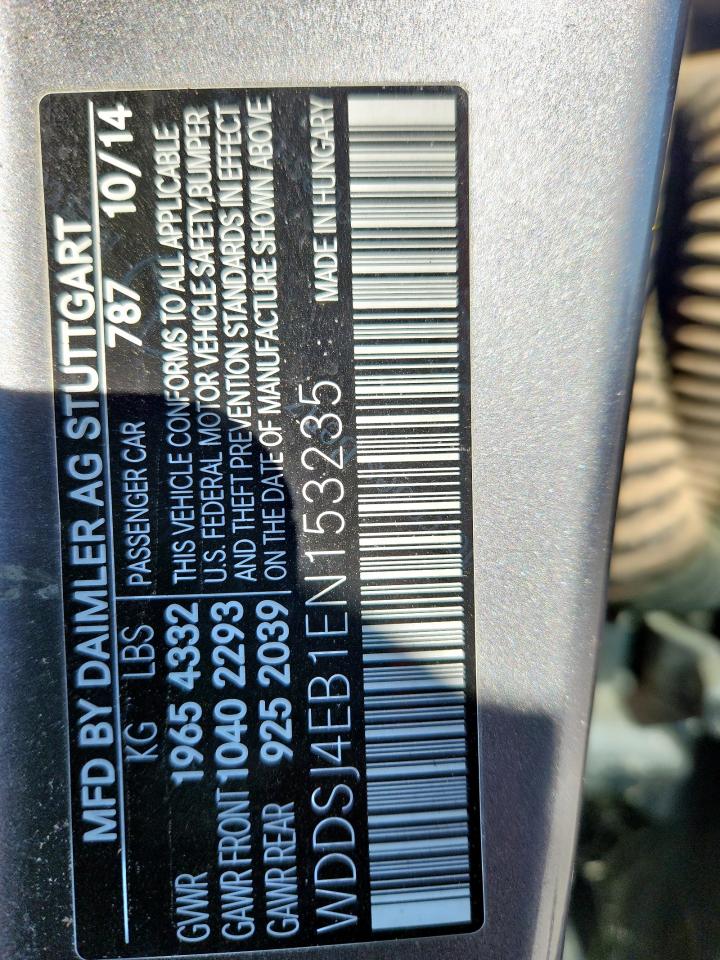 MFD BY DAIMLER AG STUTTGART
787 10/14
KG LBS PASSENGER CAR
GVWR 1965 4332 THIS VEHICLE CONFORMS TO ALL APPLICABLE
GAWR FRONT 1040 2293 U.S. FEDERAL MOTOR VEHICLE SAFETY, BUMPER
GAWR REAR 925 2039 AND THEFT PREVENTION STANDARDS IN EFFECT
ON THE DATE OF MANUFACTURE SHOWN ABOVE
WDDSJ4EB1EN153235 MADE IN HUNGARY